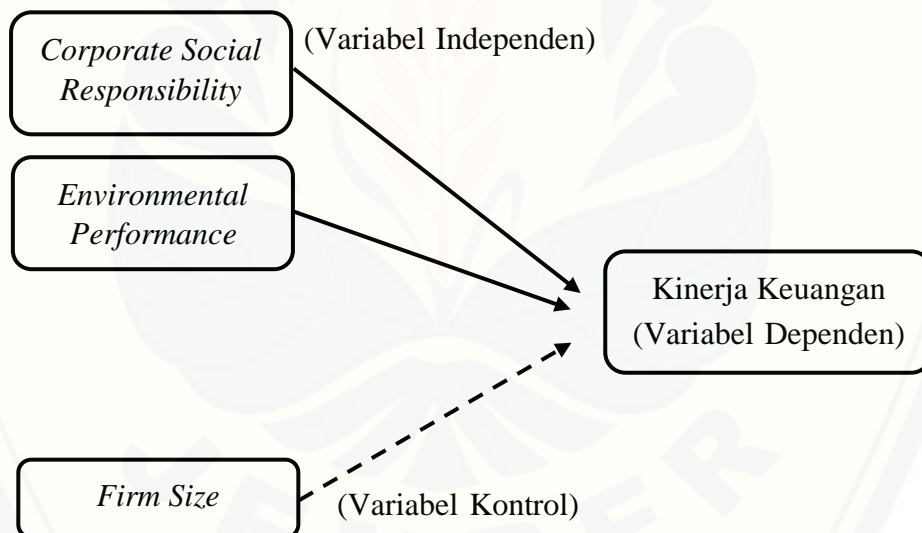 Corporate Social
Responsibility
(Variabel Independen)
Environmental
Performance
Kinerja Keuangan
(Variabel Dependen)
Firm Size
(Variabel Kontrol)